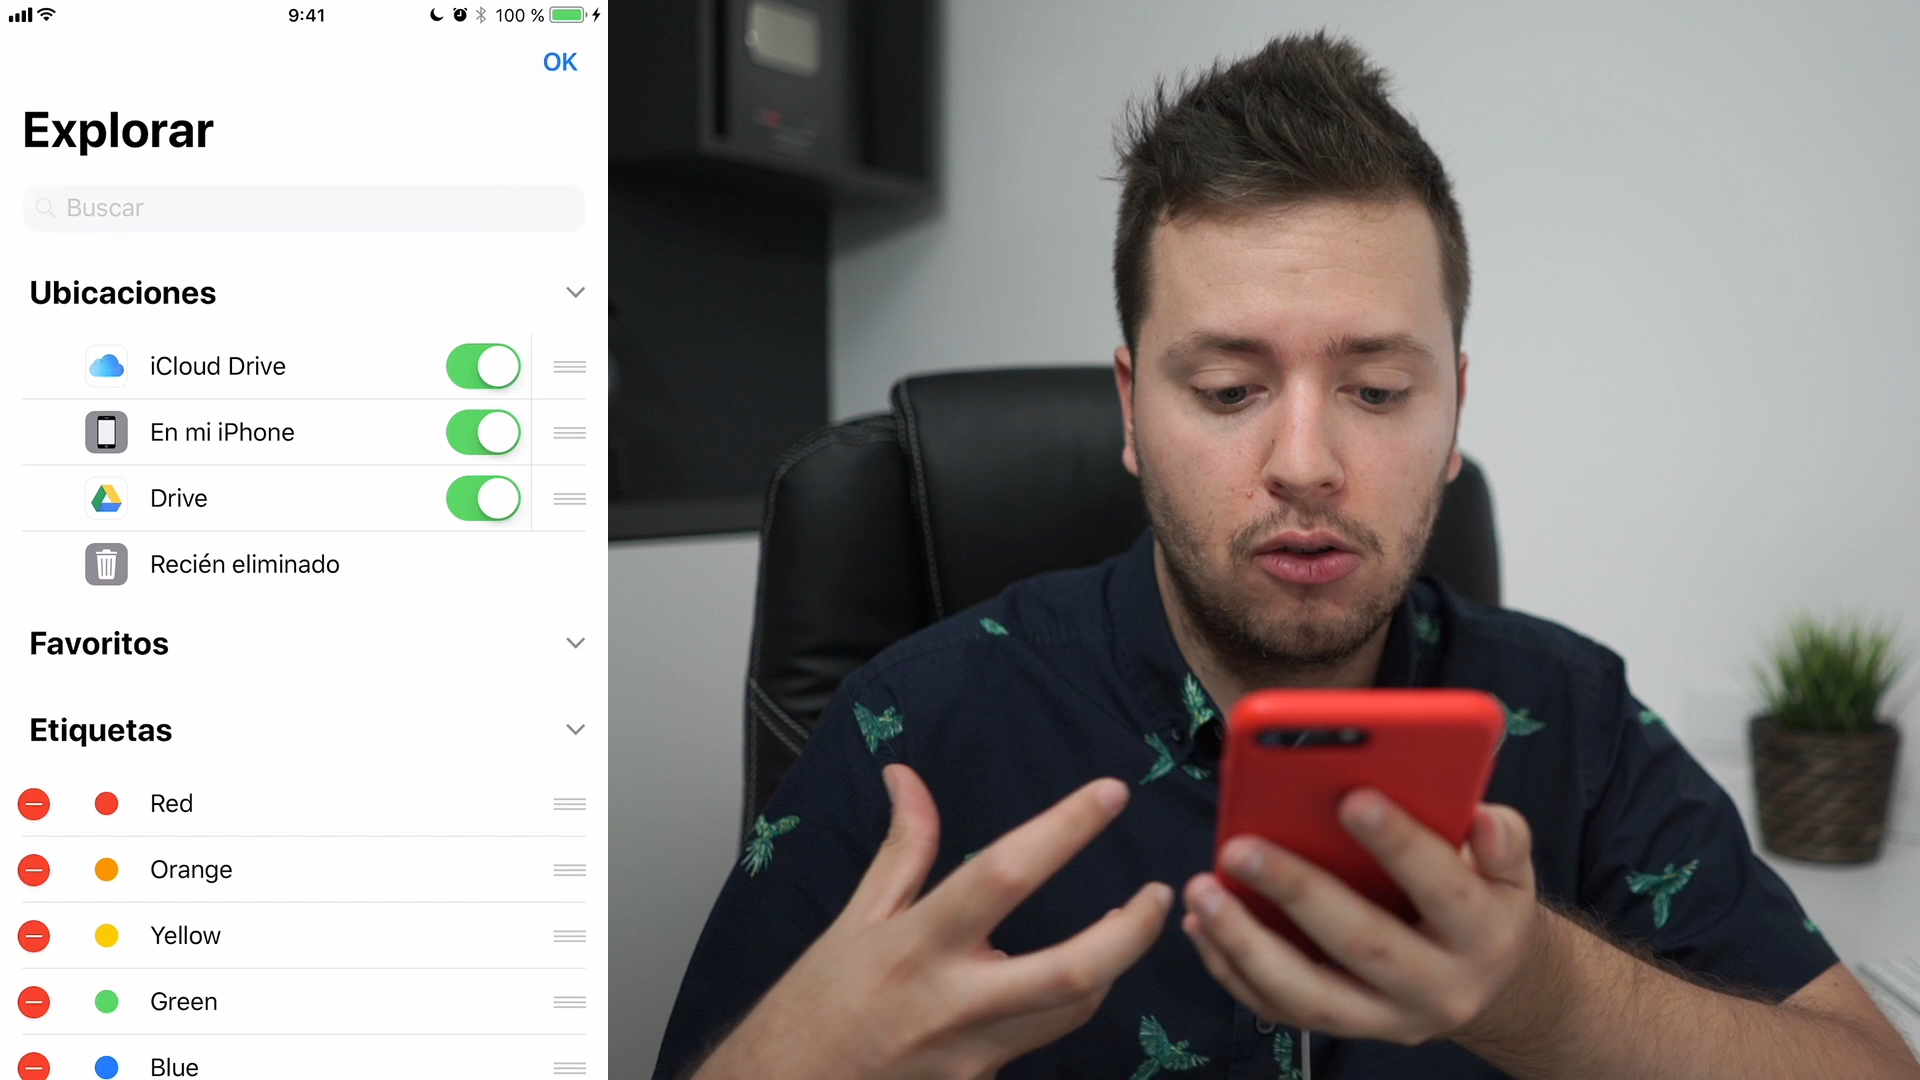 9:41
100 %
OK
Explorar
Buscar
Ubicaciones
iCloud Drive
En mi iPhone
Drive
Recién eliminado
Favoritos
Etiquetas
Red
Orange
Yellow
Green
Blue